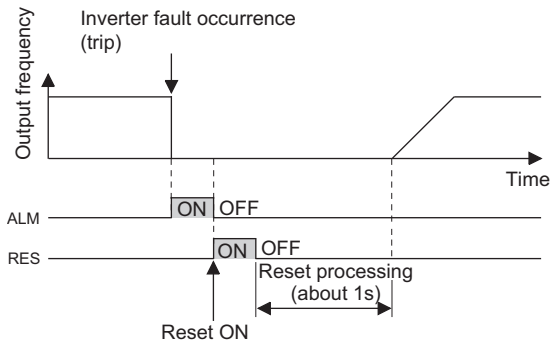 Inverter fault occurrence
(trip)
Output frequency
Time
ALM
ON
OFF
RES
ON
OFF
Reset processing
(about 1s)
Reset ON